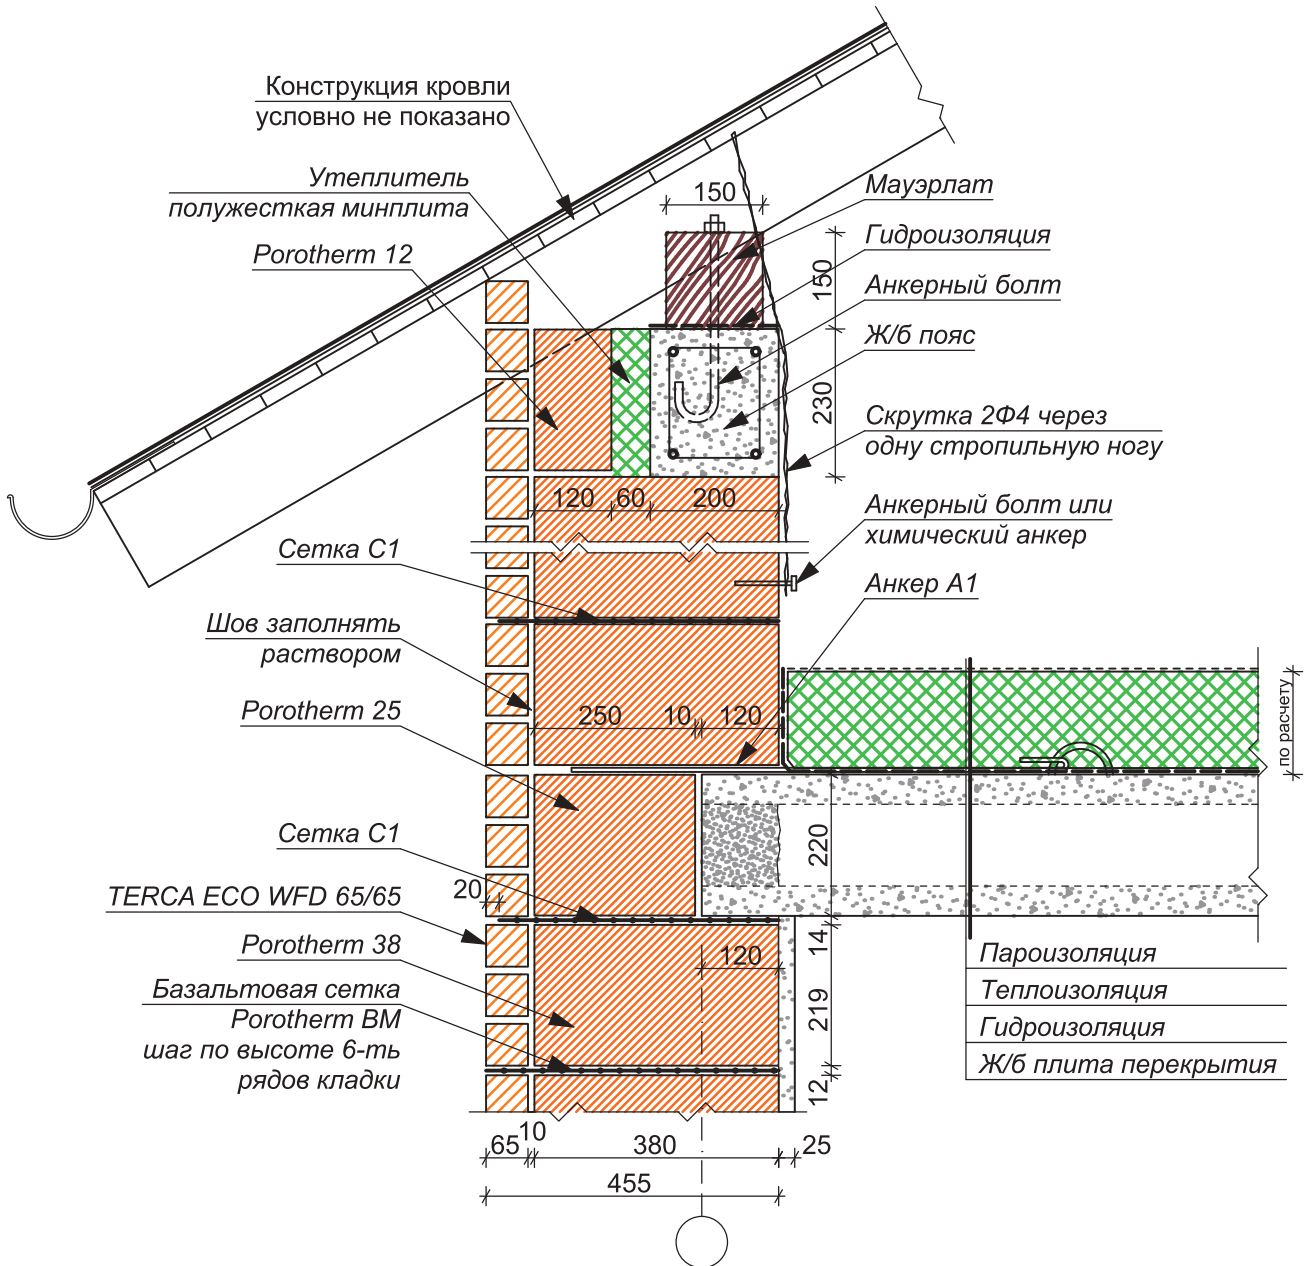 Конструкция кровли
условно не показано
Утеплитель
полужесткая минплита
Porotherm 12
150
Мауэрлат
Гидроизоляция
150
Анкерный болт
Ж/б пояс
230
Скрутка 2Ф4 через
одну стропильную ногу
120
60
200
Анкерный болт или
химический анкер
Сетка С1
Анкер А1
Шов заполнять
раствором
Porotherm 25
250
10
120
по расчету
Сетка С1
220
TERCA ECO WFD 65/65
20
Porotherm 38
14
120
Базальтовая сетка
Porotherm BM
шаг по высоте 6-ть
рядов кладки
219
12
Пароизоляция
Теплоизоляция
Гидроизоляция
Ж/б плита перекрытия
65
10
380
25
455